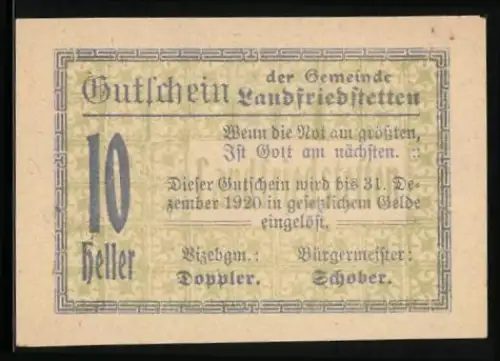 Gutschein der Gemeinde
Landfriedstetten
10
Heller
Wenn die Not am größten,
Ist Gott am nächsten.
Dieser Gutschein wird bis 31. De-
zember 1920 in gesetzlichem Gelde
eingelöst.
Vizebgm.: Bürgermeister:
Doppler. Schober.